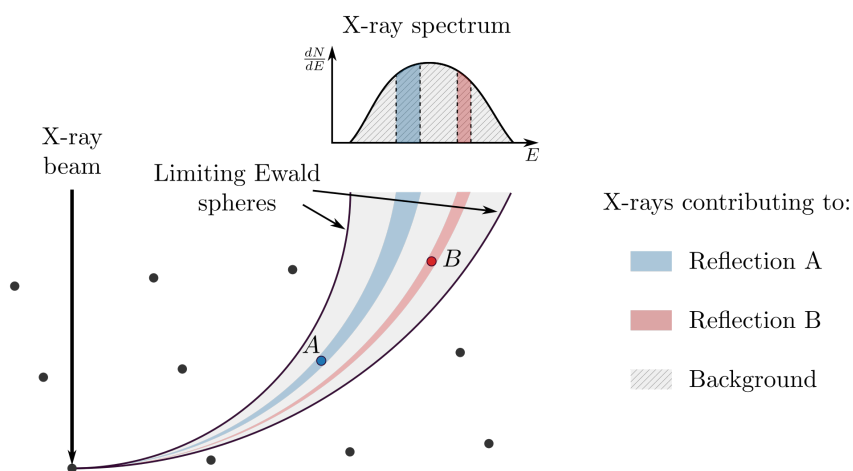 X-ray spectrum
dN
dE
E
X-ray
beam
Limiting Ewald
spheres
X-rays contributing to:
B
Reflection A
Reflection B
A
Background